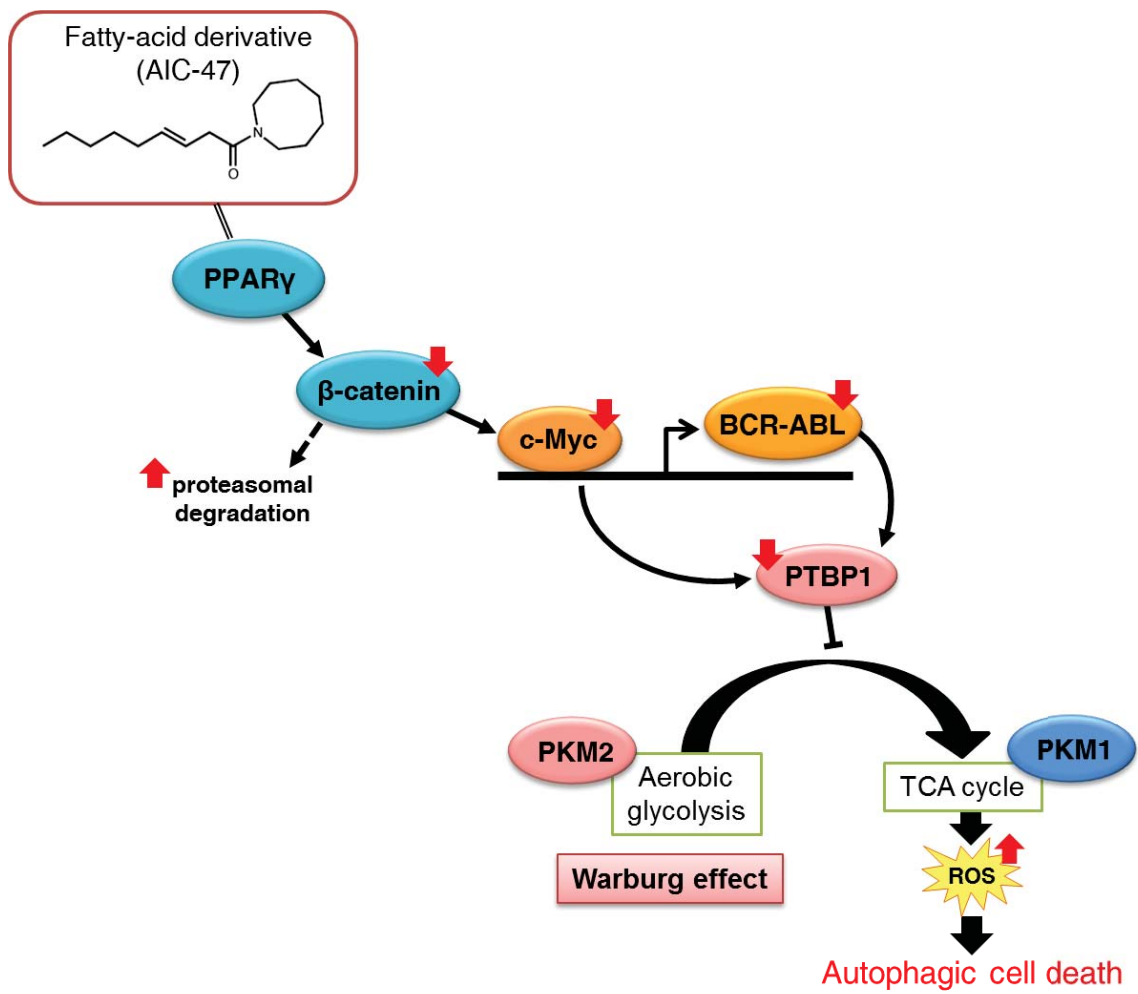 Fatty-acid derivative
(AIC-47)
N
O
PPARγ
β-catenin
c-Myc
BCR-ABL
proteasomal
degradation
PTBP1
PKM2
PKM1
Aerobic
glycolysis
TCA cycle
Warburg effect
ROS
Autophagic cell death